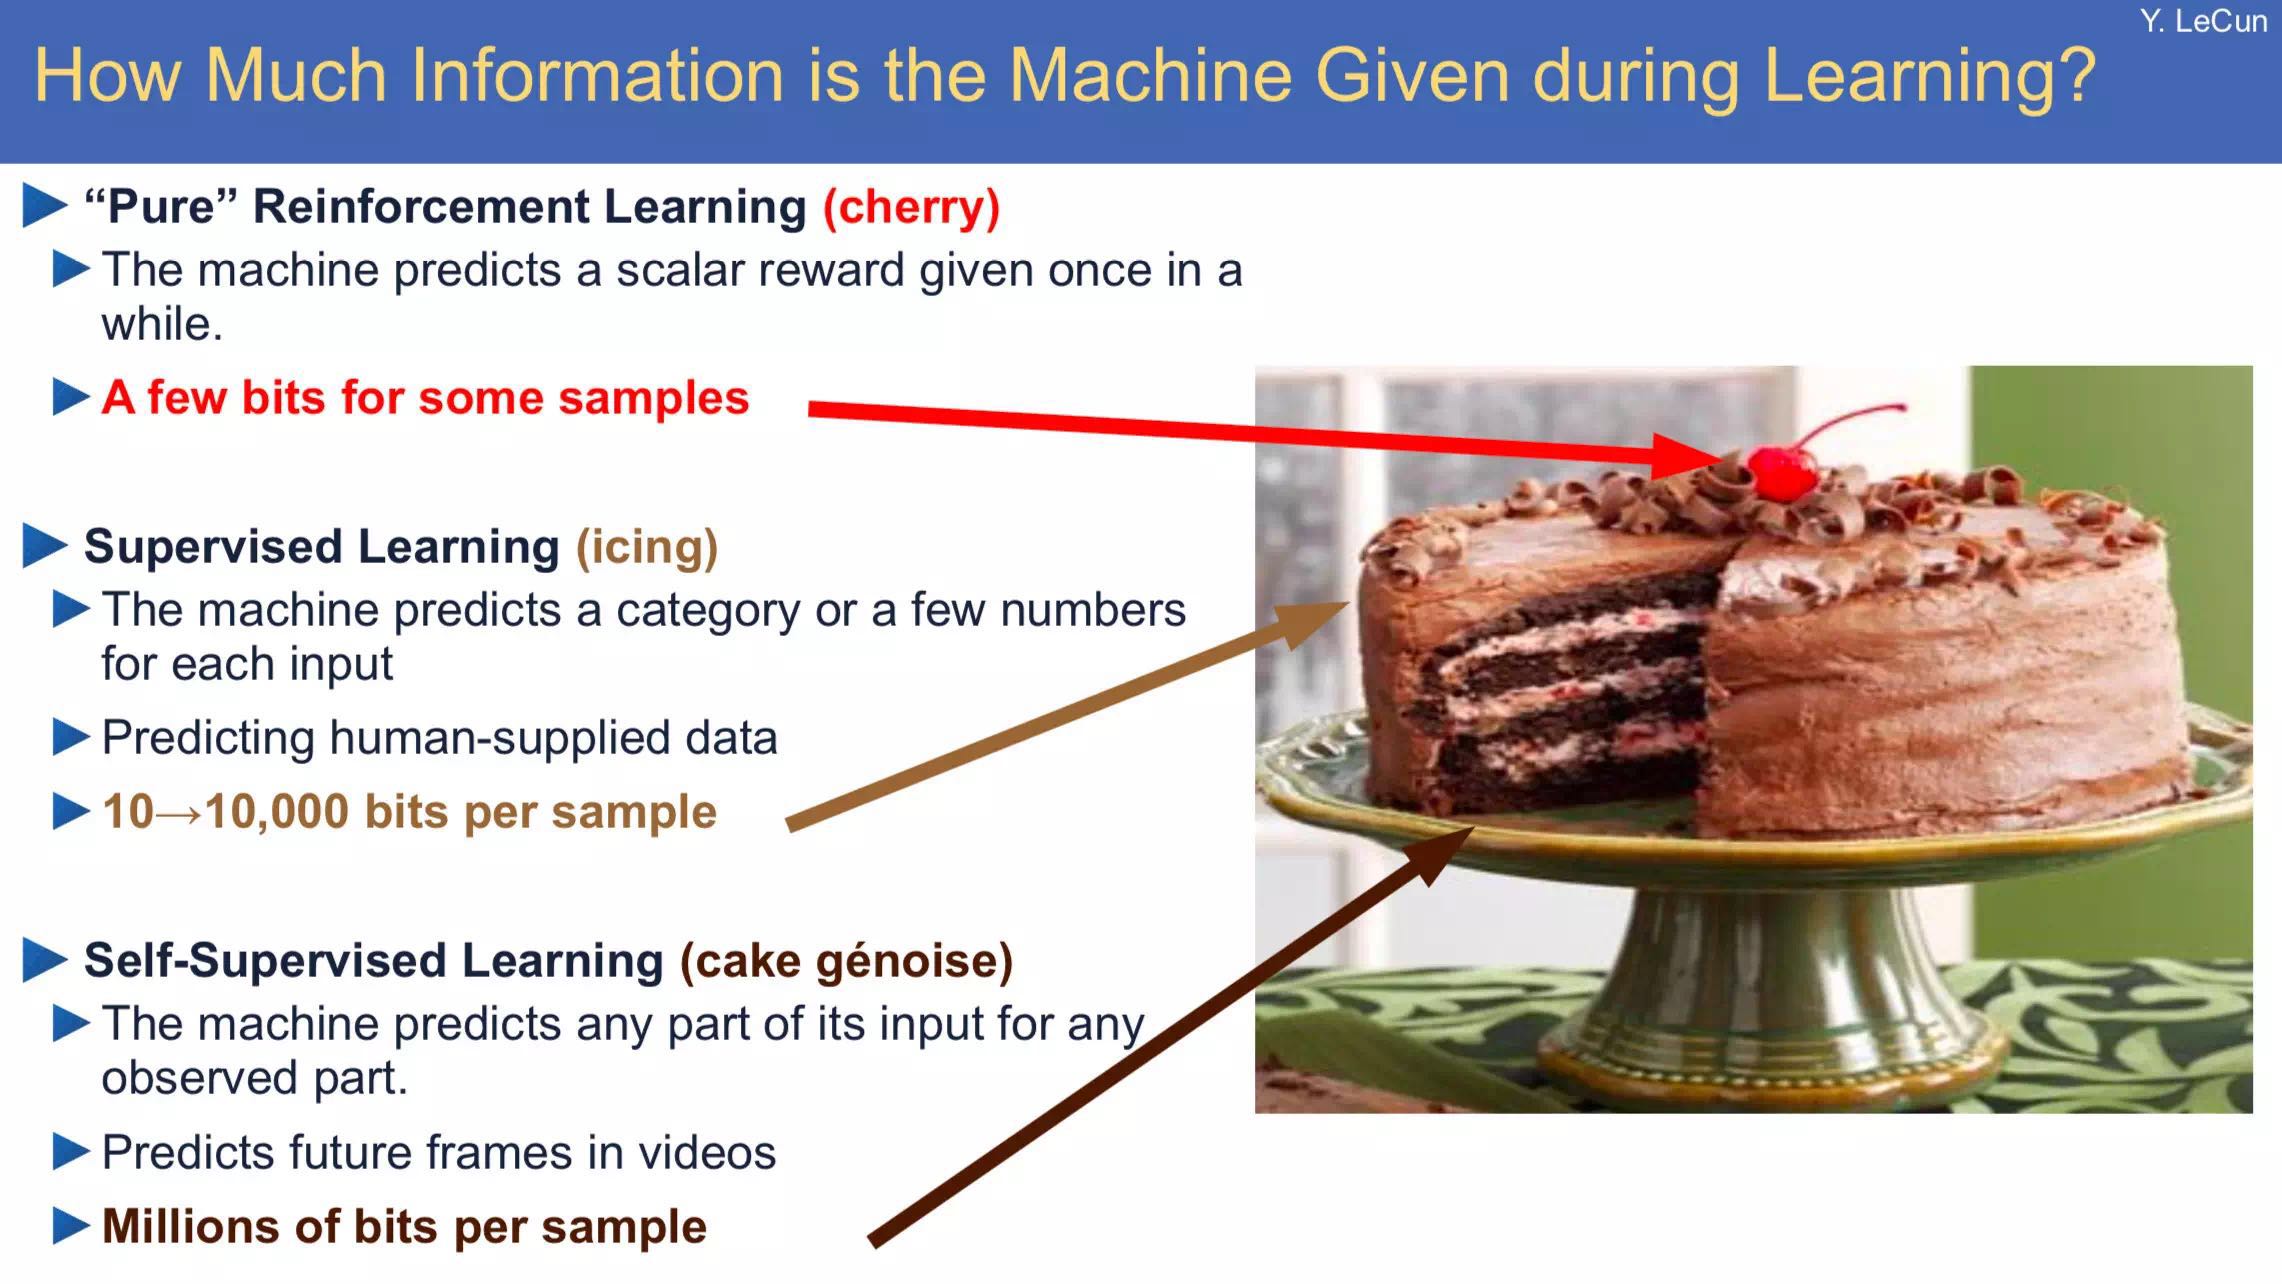 Y. LeCun
How Much Information is the Machine Given during Learning?
“Pure” Reinforcement Learning (cherry)
The machine predicts a scalar reward given once in a
while.
A few bits for some samples
Supervised Learning (icing)
The machine predicts a category or a few numbers
for each input
Predicting human-supplied data
10→10,000 bits per sample
Self-Supervised Learning (cake génoise)
The machine predicts any part of its input for any
observed part.
Predicts future frames in videos
Millions of bits per sample